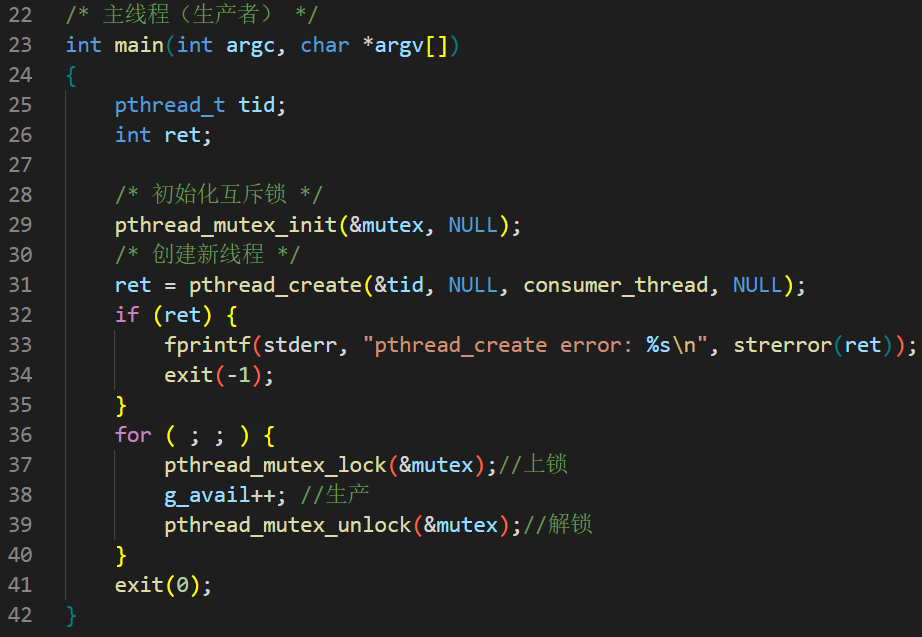 22 /* 主线程（生产者） */
23 int main(int argc, char *argv[])
24 {
25     pthread_t tid;
26     int ret;
27
28     /* 初始化互斥锁 */
29     pthread_mutex_init(&mutex, NULL);
30     /* 创建新线程 */
31     ret = pthread_create(&tid, NULL, consumer_thread, NULL);
32     if (ret) {
33         fprintf(stderr, "pthread_create error: %s\n", strerror(ret));
34         exit(-1);
35     }
36     for ( ; ; ) {
37         pthread_mutex_lock(&mutex);//上锁
38         g_avail++; //生产
39         pthread_mutex_unlock(&mutex);//解锁
40     }
41     exit(0);
42 }